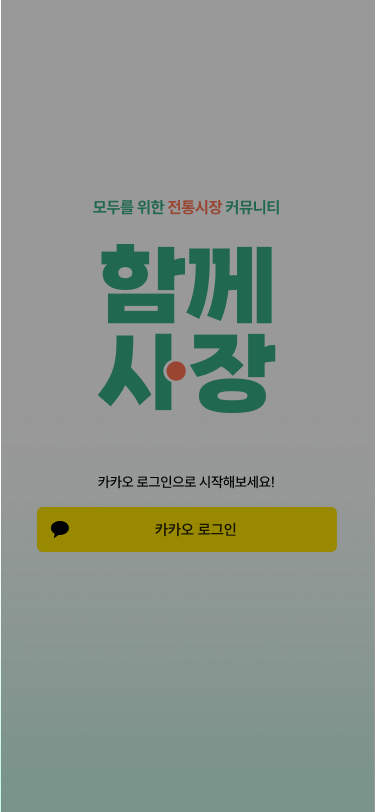 모두를 위한 전통시장 커뮤니티
함께
사장
카카오 로그인으로 시작해보세요!
카카오 로그인